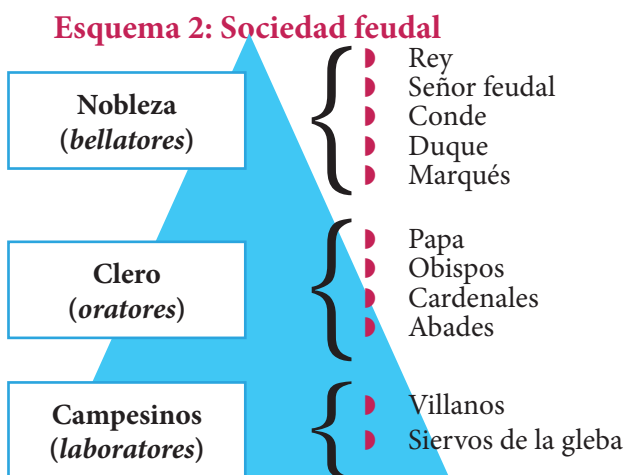 Esquema 2: Sociedad feudal
Nobleza
(bellatores)
Rey
Señor feudal
Conde
Duque
Marqués
Clero
(oratores)
Papa
Obispos
Cardenales
Abades
Campesinos
(laboratores)
Villanos
Siervos de la gleba